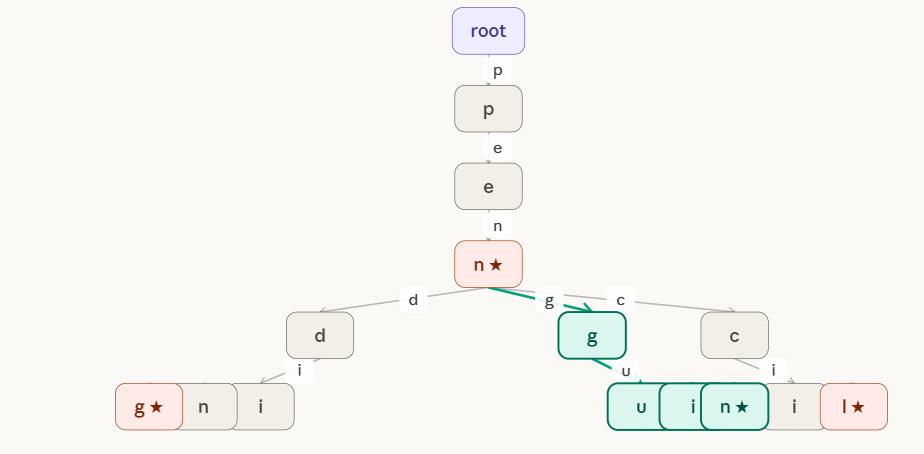 root
p
p
e
e
n
n ★
d g c
d g c
i u i
g ★ n i u i n ★ i l ★